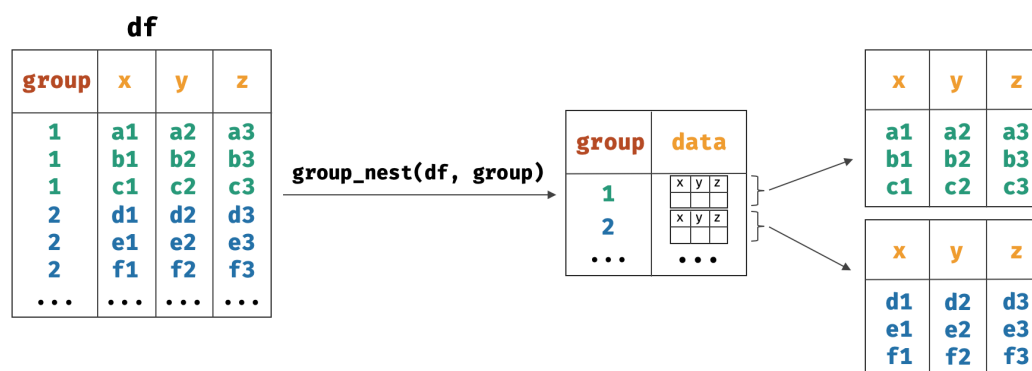 df
group x y z
1 a1 a2 a3
1 b1 b2 b3
1 c1 c2 c3
2 d1 d2 d3
2 e1 e2 e3
2 f1 f2 f3
... ... ... ...
group_nest(df, group)
group data
1
x y z
2
x y z
... ...
x y z
a1 a2 a3
b1 b2 b3
c1 c2 c3
x y z
d1 d2 d3
e1 e2 e3
f1 f2 f3